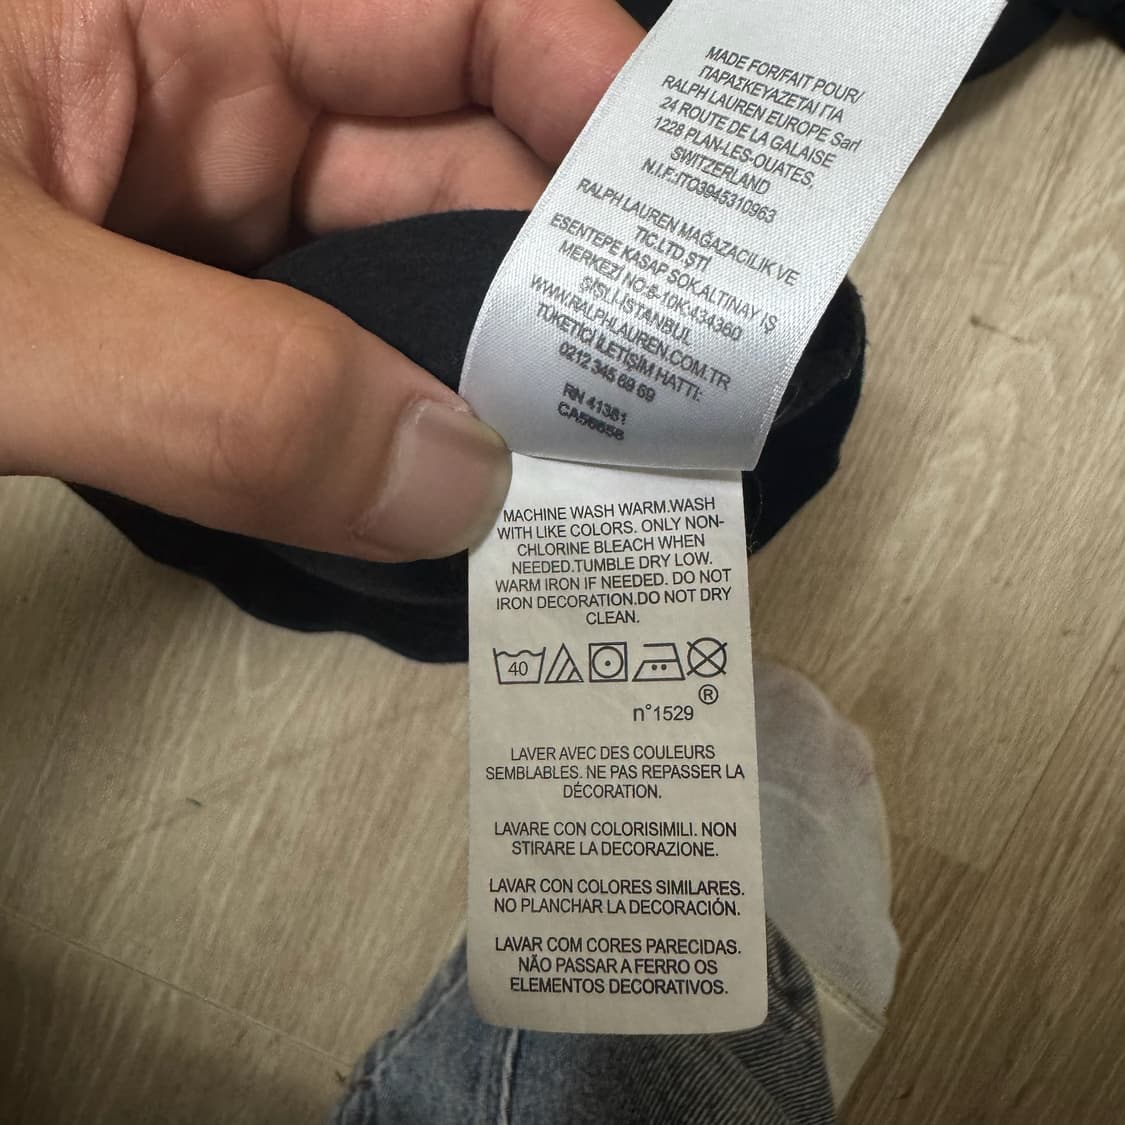 MADE FOR/FAIT POUR/
ΠΑΡΑΣΚΕΥΑΖΕΤΑΙ ΓΙΑ
RALPH LAUREN EUROPE Sarl
24 ROUTE DE LA GALAISE
1228 PLAN-LES-OUATES,
SWITZERLAND
N.I.F:ITO3945310963
RALPH LAUREN MAĞAZACILIK VE
TIC.LTD.STI
ESENTEPE KASAP SOK.ALTINAY IŞ
MERKEZI NO:8-10K:434360
ŞİŞLİ-ISTANBUL
WWW.RALPHLAUREN.COM.TR
TÜKETİCİ İLETİŞİM HATTI:
0212 345 69 69
RN 41381
CA56658
MACHINE WASH WARM.WASH
WITH LIKE COLORS. ONLY NON-
CHLORINE BLEACH WHEN
NEEDED.TUMBLE DRY LOW.
WARM IRON IF NEEDED. DO NOT
IRON DECORATION.DO NOT DRY
CLEAN.
40
®
n°1529
LAVER AVEC DES COULEURS
SEMBLABLES. NE PAS REPASSER LA
DÉCORATION.
LAVARE CON COLORISIMILI. NON
STIRARE LA DECORAZIONE.
LAVAR CON COLORES SIMILARES.
NO PLANCHAR LA DECORACIÓN.
LAVAR COM CORES PARECIDAS.
NÃO PASSAR A FERRO OS
ELEMENTOS DECORATIVOS.